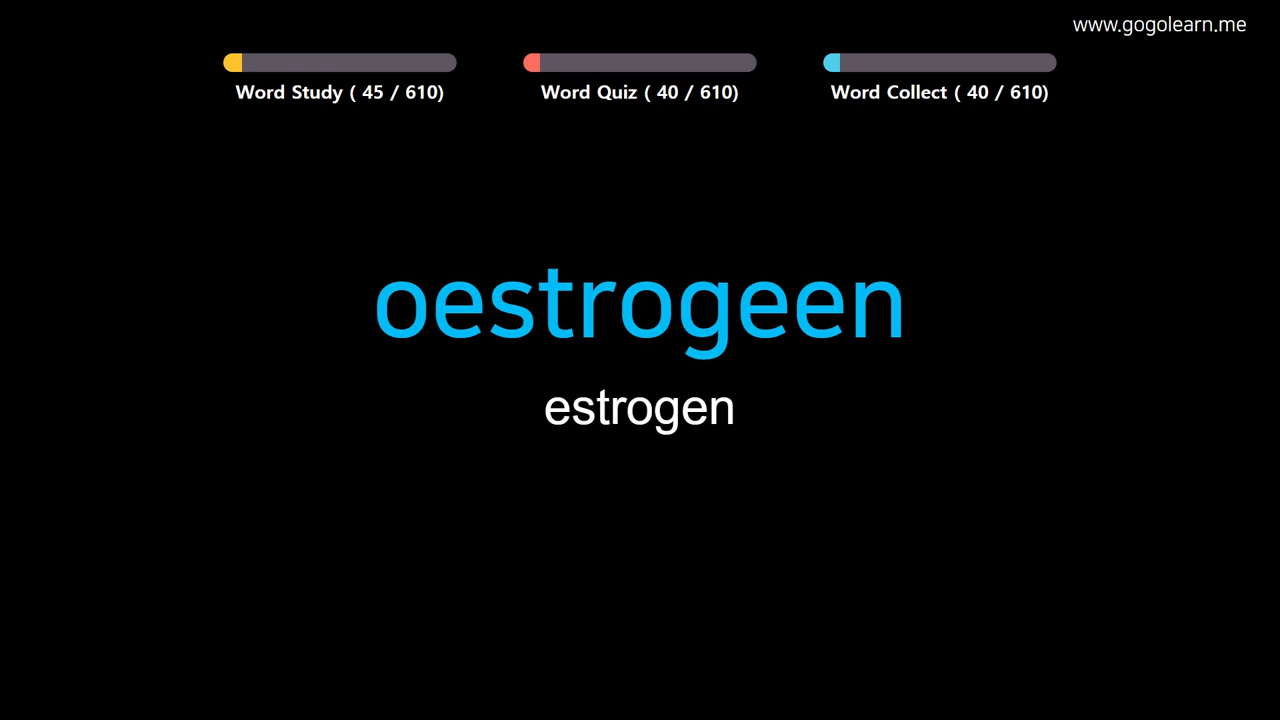 www.gogolearn.me
Word Study ( 45 / 610)
Word Quiz ( 40 / 610)
Word Collect ( 40 / 610)
oestrogeen
estrogen